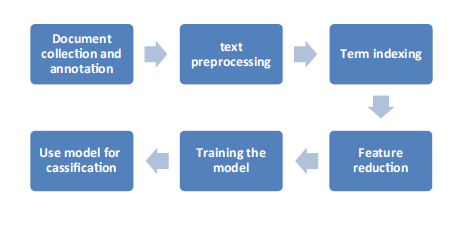 Document
collection and
annotation
text
preprocessing
Term indexing
Feature
reduction
Training the
model
Use model for
cassification